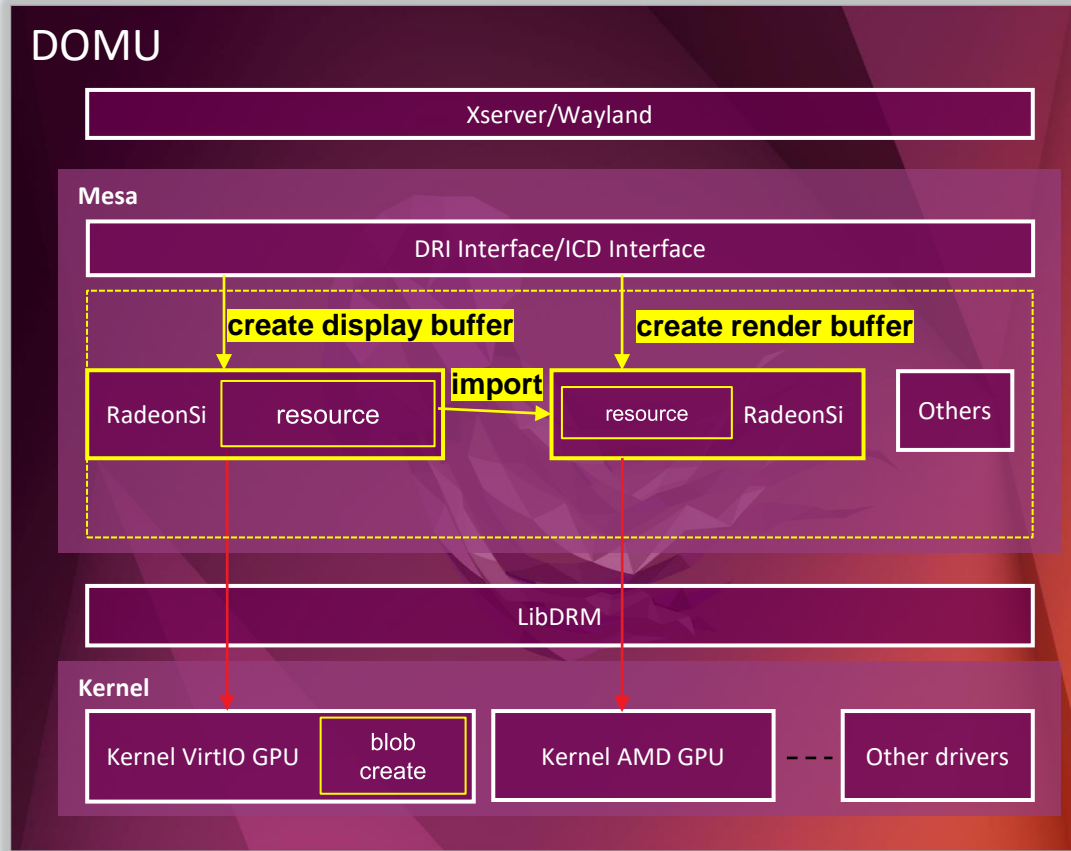 DOMU
Xserver/Wayland
Mesa
DRI Interface/ICD Interface
create display buffer
create render buffer
import
RadeonSi
resource
resource
RadeonSi
Others
LibDRM
Kernel
Kernel VirtIO GPU
blob
create
Kernel AMD GPU
Other drivers